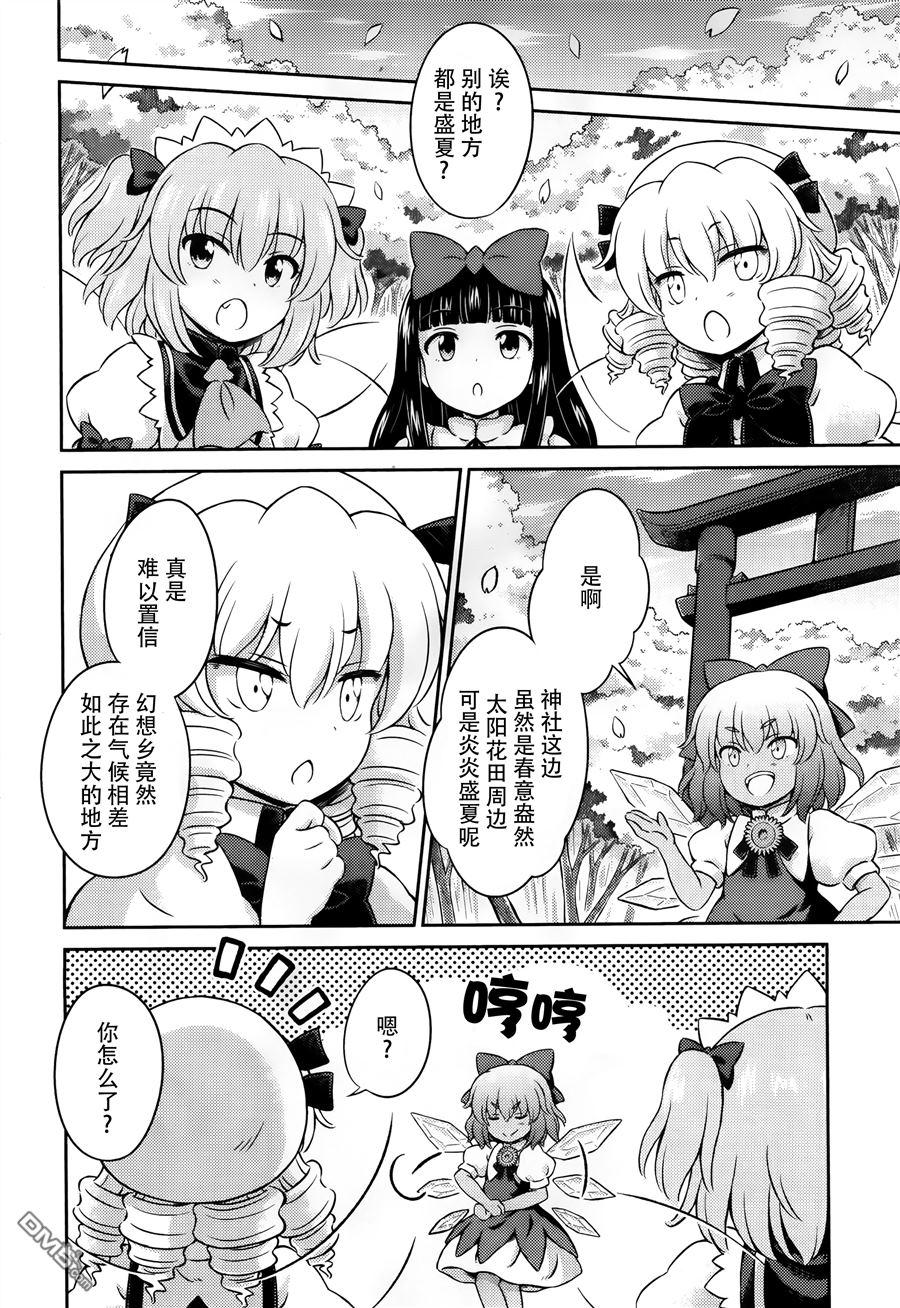 诶？
别的地方
都是盛夏？
是啊
神社这边
虽然是春意盎然
太阳花田周边
可是炎炎盛夏呢
真是
难以置信
幻想乡竟然
存在气候相差
如此之大的地方
哼哼
嗯？
你怎么了？
DM5.com